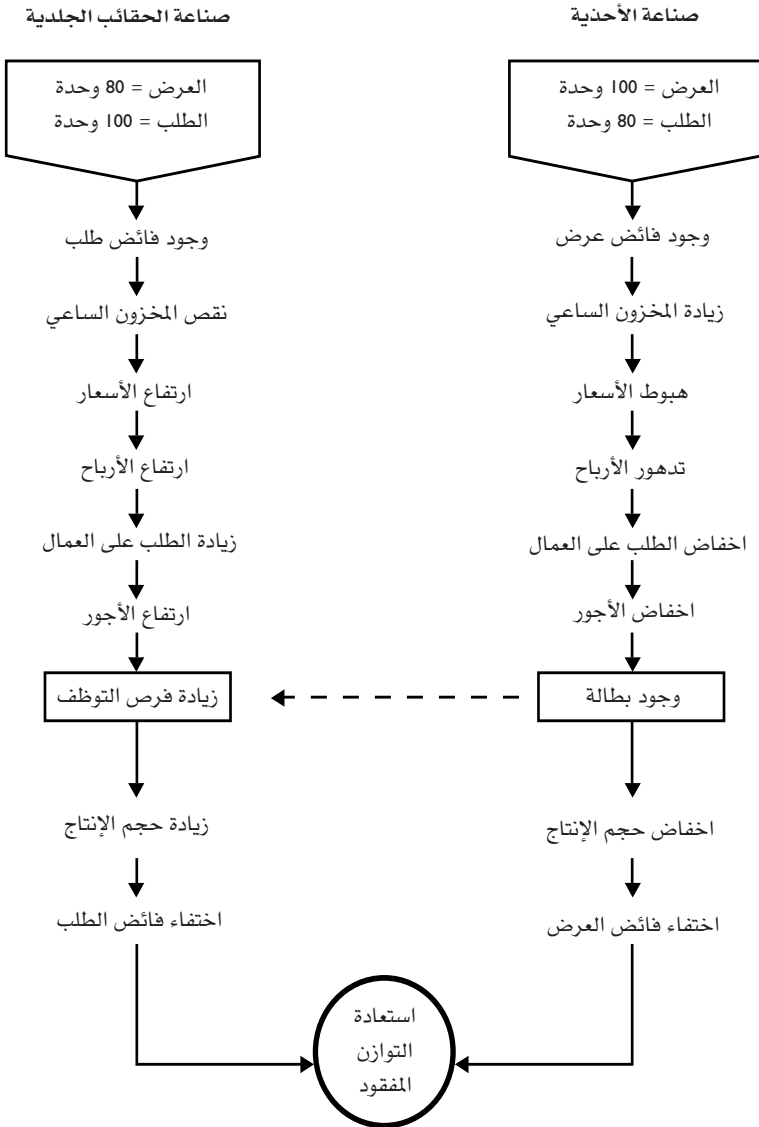 صناعة الأحذية
العرض = 100 وحدة
الطلب = 80 وحدة
وجود فائض عرض
زيادة المخزون الساعي
هبوط الأسعار
تدهور الأرباح
اخفاض الطلب على العمال
اخفاض الأجور
وجود بطالة
اخفاض حجم الإنتاج
اختفاء فائض العرض
صناعة الحقائب الجلدية
العرض = 80 وحدة
الطلب = 100 وحدة
وجود فائض طلب
نقص المخزون الساعي
ارتفاع الأسعار
ارتفاع الأرباح
زيادة الطلب على العمال
ارتفاع الأجور
زيادة فرص التوظف
زيادة حجم الإنتاج
اختفاء فائض الطلب
استعادة
التوازن
المفقود